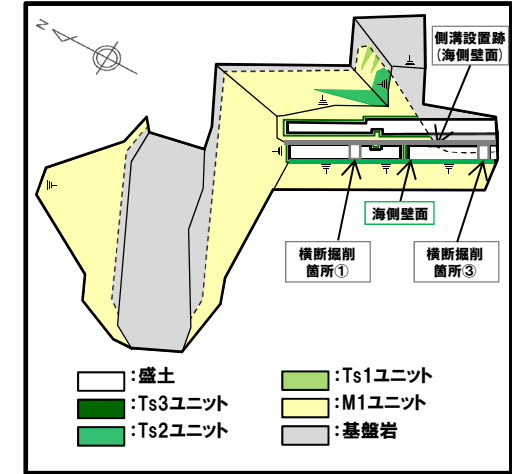 N
側溝設置跡
(海側壁面)
海側壁面
横断掘削
箇所①
横断掘削
箇所③
:盛土
:Ts3ユニット
:Ts2ユニット
:Ts1ユニット
:M1ユニット
:基盤岩